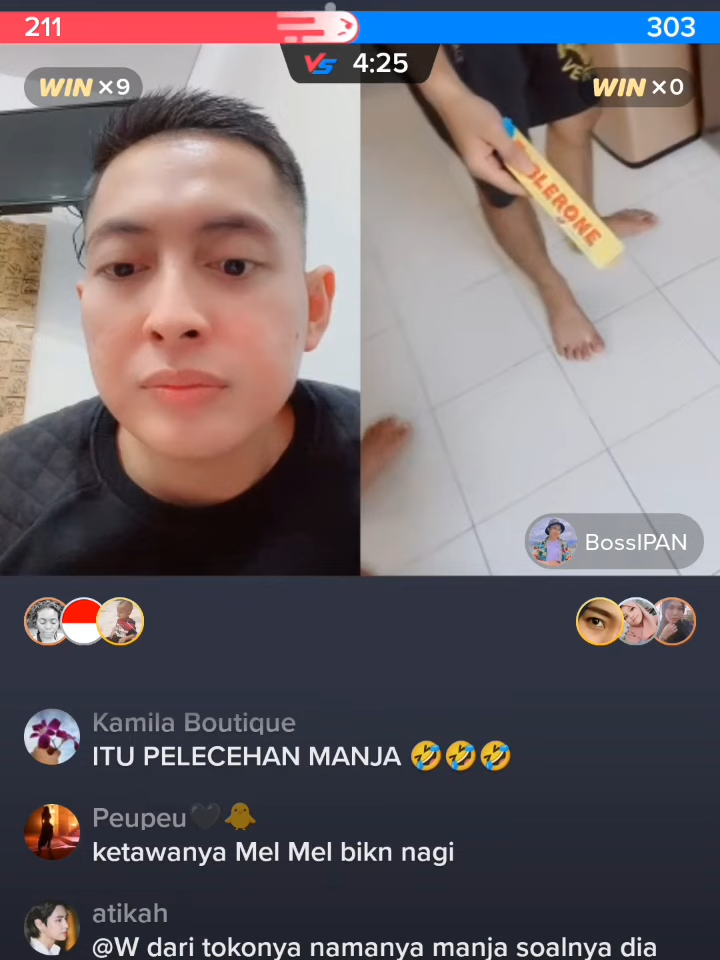 211
303
VS 4:25
WIN ×9
WIN ×0
BLERONE
BossIPAN
Kamila Boutique
ITU PELECEHAN MANJA 🤣🤣🤣
Peupeu🖤🐥
ketawanya Mel Mel bikn nagi
atikah
@W dari tokonya namanya manja soalnya dia